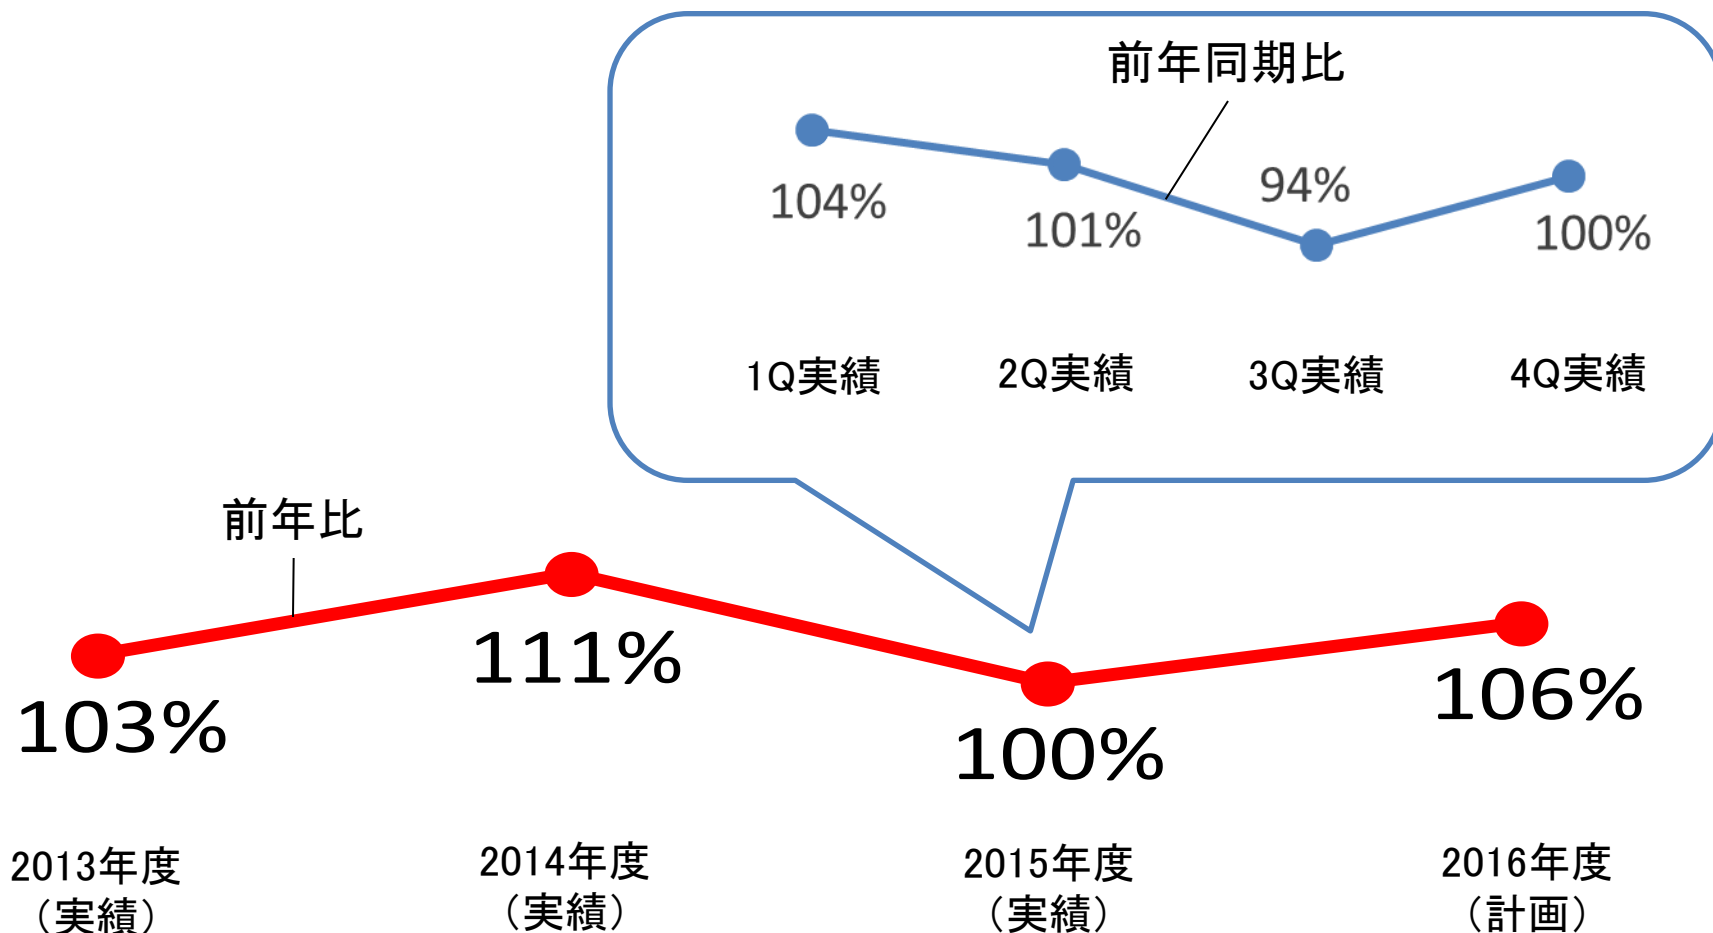 前年同期比
104%
101%
94%
100%
1Q実績
2Q実績
3Q実績
4Q実績
前年比
103%
111%
100%
106%
2013年度
（実績）
2014年度
（実績）
2015年度
（実績）
2016年度
（計画）